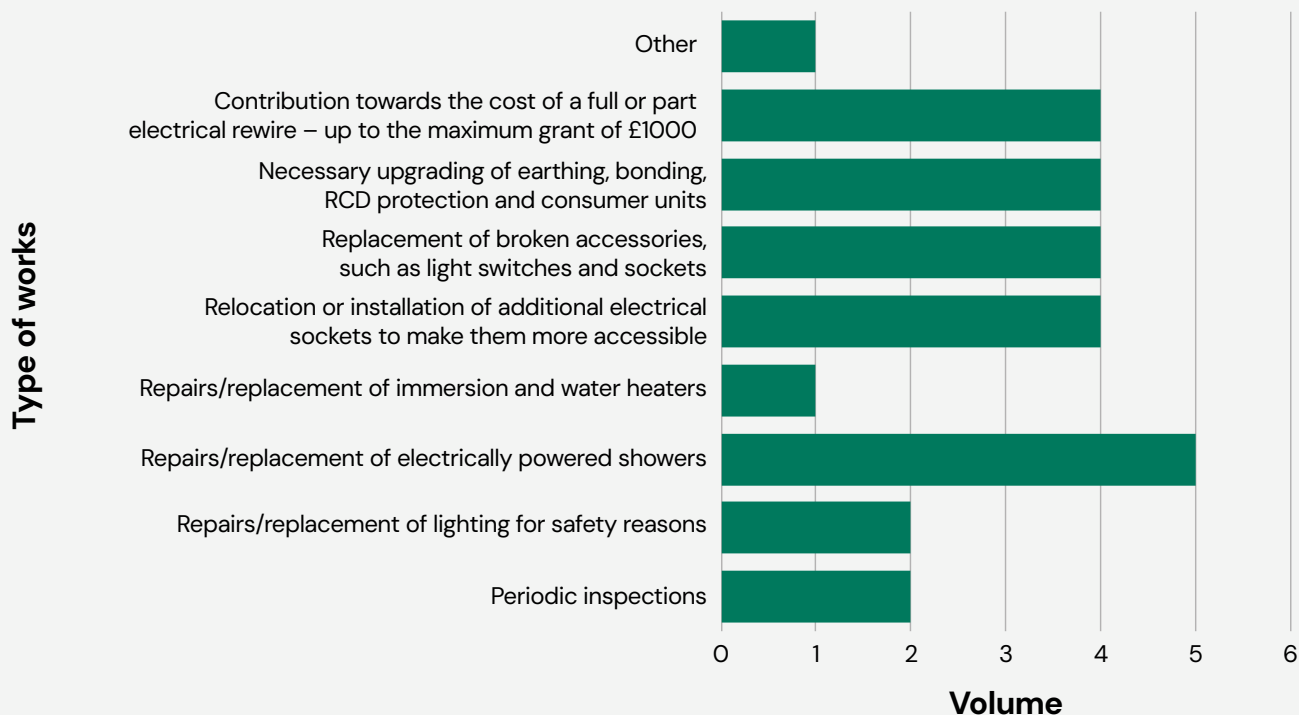 Other
Contribution towards the cost of a full or part
electrical rewire – up to the maximum grant of £1000
Necessary upgrading of earthing, bonding,
RCD protection and consumer units
Replacement of broken accessories,
such as light switches and sockets
Relocation or installation of additional electrical
sockets to make them more accessible
Repairs/replacement of immersion and water heaters
Repairs/replacement of electrically powered showers
Repairs/replacement of lighting for safety reasons
Periodic inspections
Type of works
0 1 2 3 4 5 6
Volume